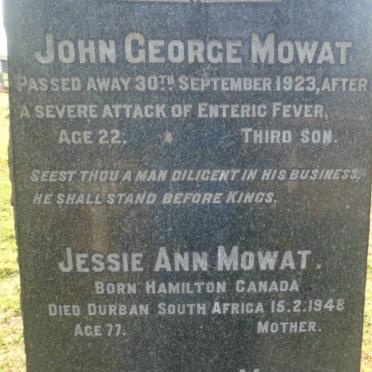 JOHN GEORGE MOWAT
PASSED AWAY 30TH SEPTEMBER 1923, AFTER
A SEVERE ATTACK OF ENTERIC FEVER,
AGE 22. THIRD SON.
SEEST THOU A MAN DILIGENT IN HIS BUSINESS,
HE SHALL STAND BEFORE KINGS.
JESSIE ANN MOWAT.
BORN HAMILTON CANADA
DIED DURBAN SOUTH AFRICA 15.2.1948
AGE 77. MOTHER.